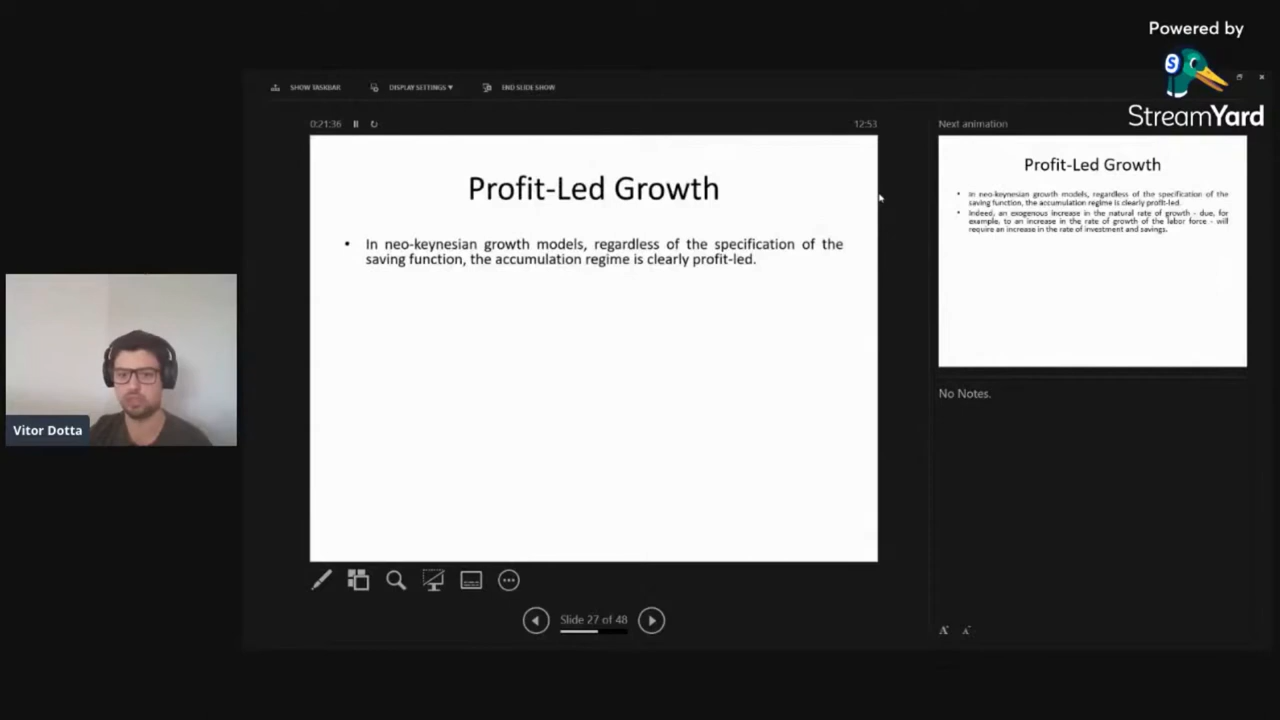 Powered by
StreamYard
SHOW TASKBAR
DISPLAY SETTINGS ▾
END SLIDE SHOW
0:21:36
12:53
Next animation
Profit-Led Growth
• In neo-keynesian growth models, regardless of the specification of the
saving function, the accumulation regime is clearly profit-led.
Profit-Led Growth
• In neo-keynesian growth models, regardless of the specification of the
saving function, the accumulation regime is clearly profit-led.
• Indeed, an exogenous increase in the natural rate of growth - due, for
example, to an increase in the rate of growth of the labor force - will
require an increase in the rate of investment and savings.
No Notes.
Vitor Dotta
Slide 27 of 48
A A